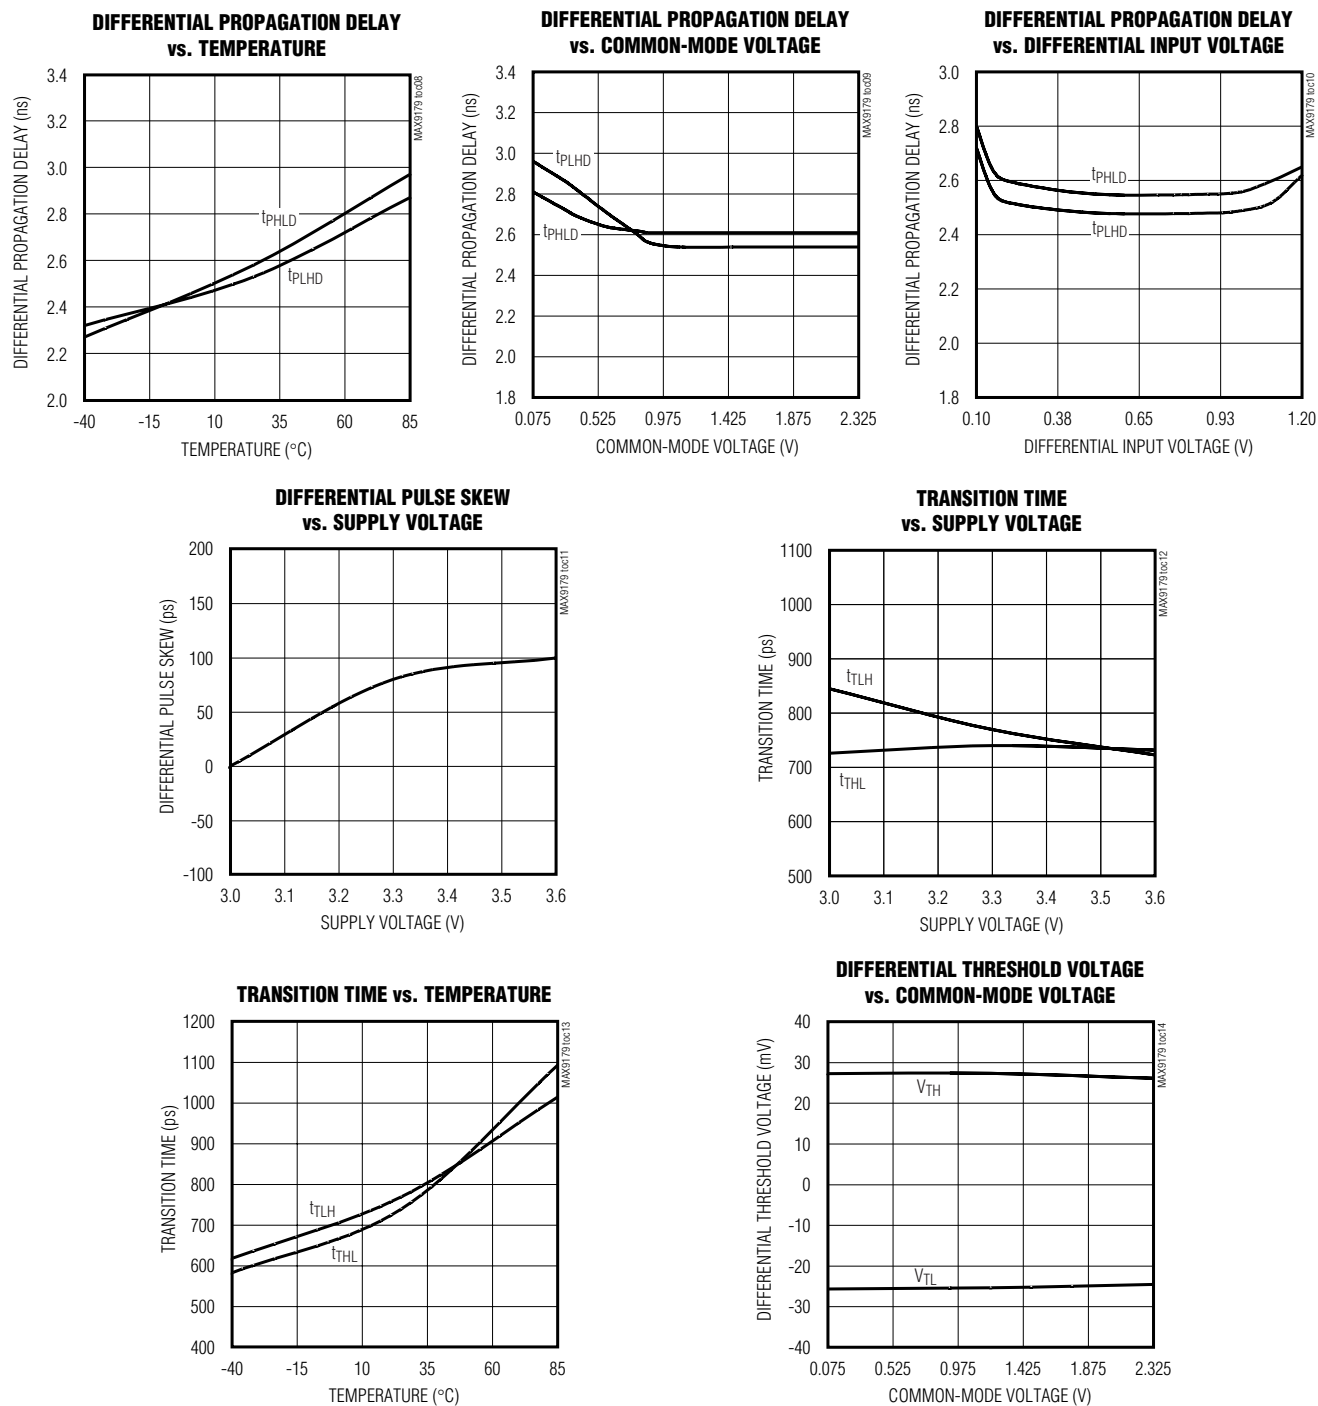 DIFFERENTIAL PROPAGATION DELAY
vs. TEMPERATURE
DIFFERENTIAL PROPAGATION DELAY (ns)
3.4
3.2
3.0
2.8
2.6
2.4
2.2
2.0
tPHLD
tPLHD
MAX9179 toc08
-40 -15 10 35 60 85
TEMPERATURE (°C)
DIFFERENTIAL PROPAGATION DELAY
vs. COMMON-MODE VOLTAGE
DIFFERENTIAL PROPAGATION DELAY (ns)
3.4
3.2
3.0
2.8
2.6
2.4
2.2
2.0
1.8
tPLHD
tPHLD
MAX9179 toc09
0.075 0.525 0.975 1.425 1.875 2.325
COMMON-MODE VOLTAGE (V)
DIFFERENTIAL PROPAGATION DELAY
vs. DIFFERENTIAL INPUT VOLTAGE
DIFFERENTIAL PROPAGATION DELAY (ns)
3.0
2.8
2.6
2.4
2.2
2.0
1.8
tPHLD
tPLHD
MAX9179 toc10
0.10 0.38 0.65 0.93 1.20
DIFFERENTIAL INPUT VOLTAGE (V)
DIFFERENTIAL PULSE SKEW
vs. SUPPLY VOLTAGE
DIFFERENTIAL PULSE SKEW (ps)
200
150
100
50
0
-50
-100
MAX9179 toc11
3.0 3.1 3.2 3.3 3.4 3.5 3.6
SUPPLY VOLTAGE (V)
TRANSITION TIME
vs. SUPPLY VOLTAGE
TRANSITION TIME (ps)
1100
1000
900
800
700
600
500
tTLH
tTHL
MAX9179 toc12
3.0 3.1 3.2 3.3 3.4 3.5 3.6
SUPPLY VOLTAGE (V)
TRANSITION TIME vs. TEMPERATURE
TRANSITION TIME (ps)
1200
1100
1000
900
800
700
600
500
400
tTLH
tTHL
MAX9179 toc13
-40 -15 10 35 60 85
TEMPERATURE (°C)
DIFFERENTIAL THRESHOLD VOLTAGE
vs. COMMON-MODE VOLTAGE
DIFFERENTIAL THRESHOLD VOLTAGE (mV)
40
30
20
10
0
-10
-20
-30
-40
VTH
VTL
MAX9179 toc14
0.075 0.525 0.975 1.425 1.875 2.325
COMMON-MODE VOLTAGE (V)